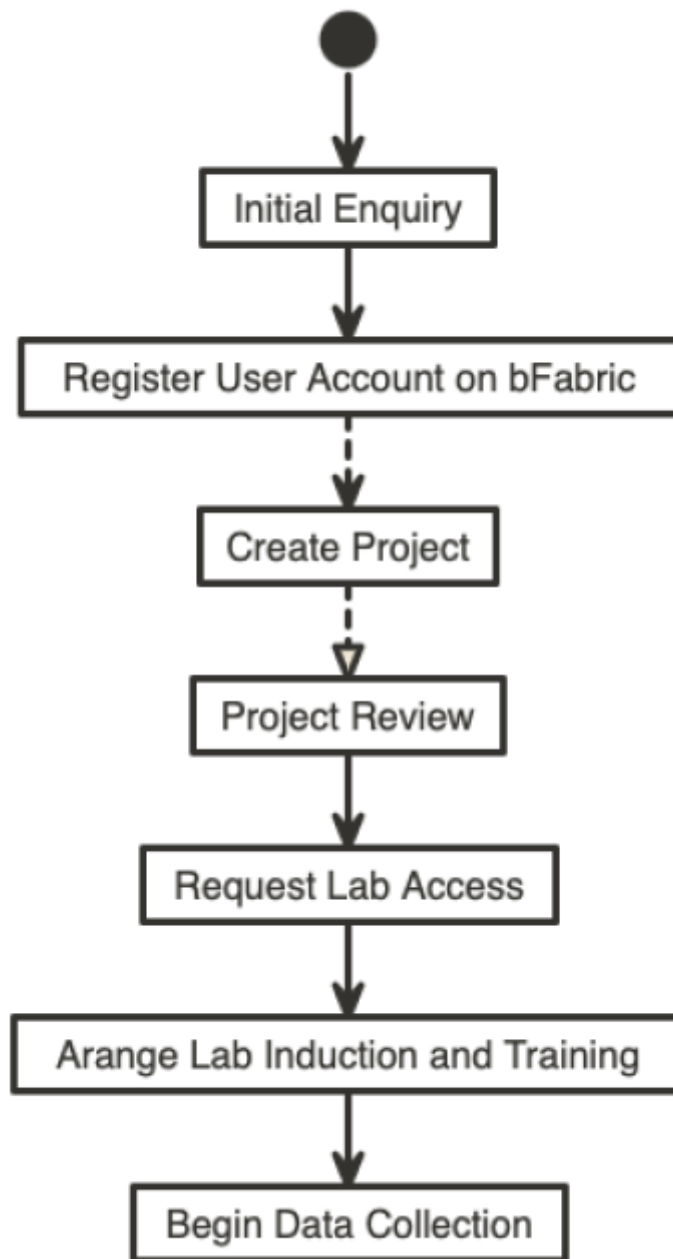 Initial Enquiry
Register User Account on bFabric
Create Project
Project Review
Request Lab Access
Arange Lab Induction and Training
Begin Data Collection